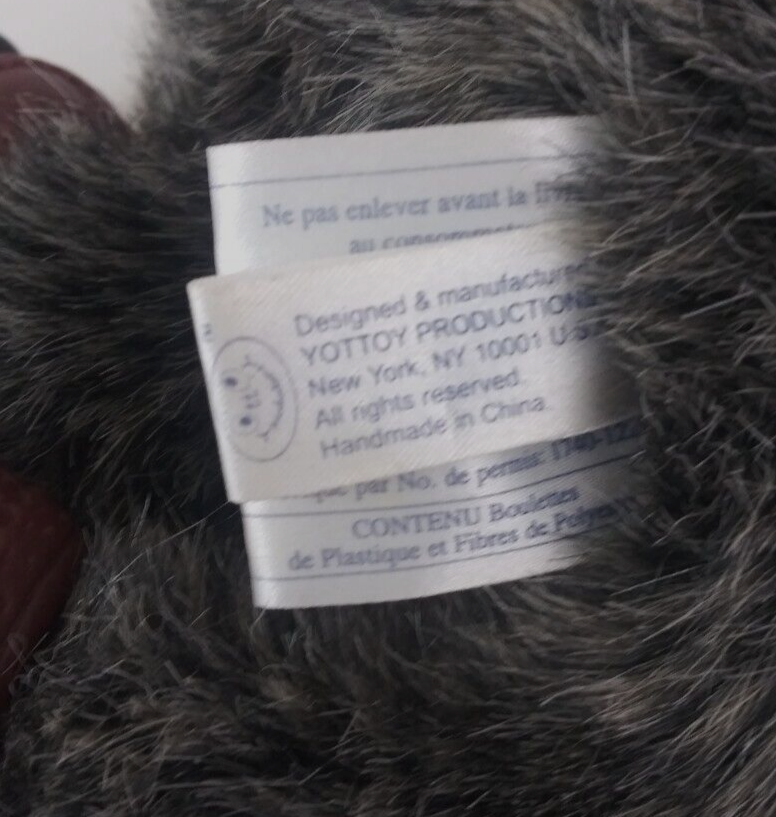 Ne pas enlever avant la
Designed & manufactured
YOTTOY PRODUCTIONS
New York, NY 10001 U
All rights reserved.
Handmade in China.
par No. de permis:
CONTENU Boulettes
de Plastique et Fibres de